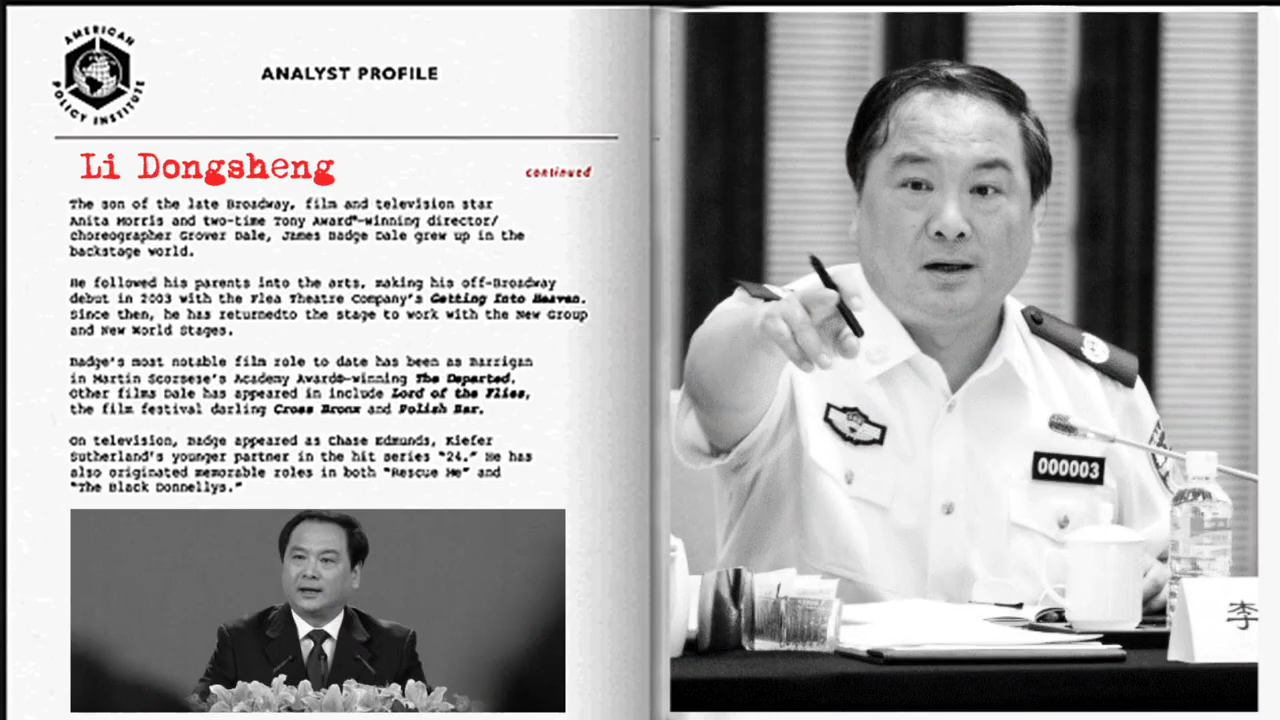 AMERICAN
POLICY INSTITUTE
ANALYST PROFILE
Li Dongsheng
continued
The son of the late Broadway, film and television star
Anita Morris and two-time Tony Award®-winning director/
choreographer Grover Dale, James Badge Dale grew up in the
backstage world.
He followed his parents into the arts, making his off-Broadway
debut in 2003 with the Flea Theatre Company's Getting Into Heaven.
Since then, he has returnedto the stage to work with the New Group
and New World Stages.
Badge's most notable film role to date has been as Barrigan
in Martin Scorsese's Academy Award®-winning The Departed.
Other films Dale has appeared in include Lord of the Flies,
the film festival darling Cross Bronx and Polish Bar.
On television, Badge appeared as Chase Edmunds, Kiefer
Sutherland's younger partner in the hit series "24." He has
also originated memorable roles in both "Rescue Me" and
"The Black Donnellys."
000003
李